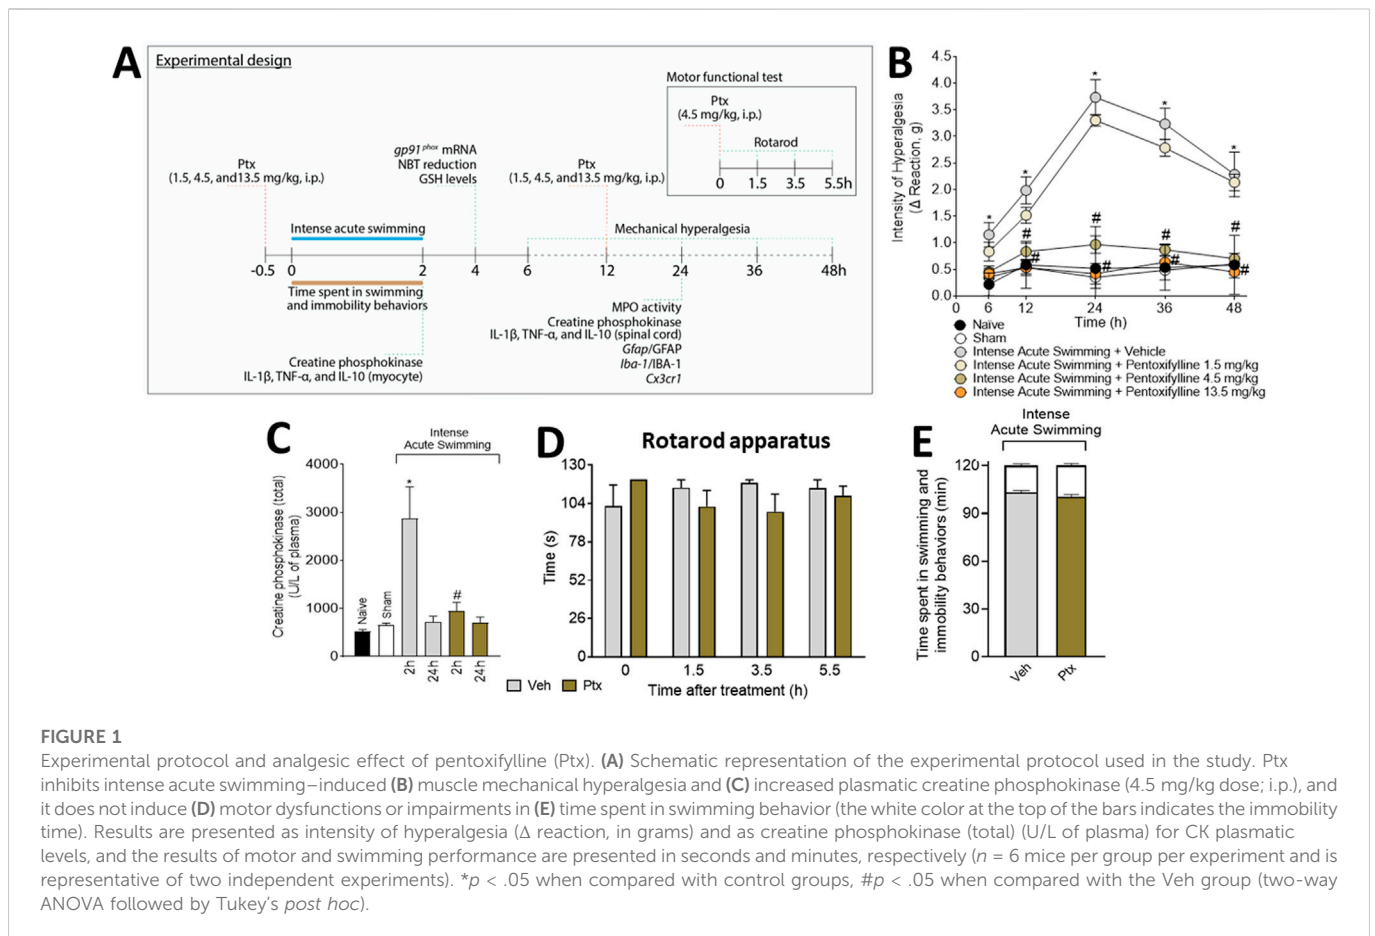 A
Experimental design
Ptx
(1.5, 4.5, and13.5 mg/kg, i.p.)
gp91phox mRNA
NBT reduction
GSH levels
Ptx
(1.5, 4.5, and13.5 mg/kg, i.p.)
Motor functional test
Ptx
(4.5 mg/kg, i.p.)
Rotarod
0 1.5 3.5 5.5h
Intense acute swimming
Mechanical hyperalgesia
-0.5 0 2 4 6 12 24 36 48h
Time spent in swimming
and immobility behaviors
Creatine phosphokinase
IL-1β, TNF-α, and IL-10 (myocyte)
MPO activity
Creatine phosphokinase
IL-1β, TNF-α, and IL-10 (spinal cord)
Gfap/GFAP
Iba-1/IBA-1
Cx3cr1
B
Intensity of Hyperalgesia
(Δ Reaction, g)
4.5
4.0
3.5
3.0
2.5
2.0
1.5
1.0
0.5
0.0
* * * * *
# # # #
# # # #
0 6 12 24 36 48
Time (h)
Naïve
Sham
Intense Acute Swimming + Vehicle
Intense Acute Swimming + Pentoxifylline 1.5 mg/kg
Intense Acute Swimming + Pentoxifylline 4.5 mg/kg
Intense Acute Swimming + Pentoxifylline 13.5 mg/kg
C
Intense
Acute Swimming
Creatine phosphokinase (total)
(U/L of plasma)
4000
3000
2000
1000
0
Naïve
Sham
*
#
2h 24h 2h 24h
D
Rotarod apparatus
Time (s)
130
104
78
52
26
0
0 1.5 3.5 5.5
Time after treatment (h)
Veh Ptx
E
Intense
Acute Swimming
Time spent in swimming and
immobility behaviors (min)
120
90
60
30
0
Veh Ptx
FIGURE 1
Experimental protocol and analgesic effect of pentoxifylline (Ptx). (A) Schematic representation of the experimental protocol used in the study. Ptx
inhibits intense acute swimming–induced (B) muscle mechanical hyperalgesia and (C) increased plasmatic creatine phosphokinase (4.5 mg/kg dose; i.p.), and
it does not induce (D) motor dysfunctions or impairments in (E) time spent in swimming behavior (the white color at the top of the bars indicates the immobility
time). Results are presented as intensity of hyperalgesia (Δ reaction, in grams) and as creatine phosphokinase (total) (U/L of plasma) for CK plasmatic
levels, and the results of motor and swimming performance are presented in seconds and minutes, respectively (n = 6 mice per group per experiment and is
representative of two independent experiments). *p < .05 when compared with control groups, #p < .05 when compared with the Veh group (two-way
ANOVA followed by Tukey's post hoc).